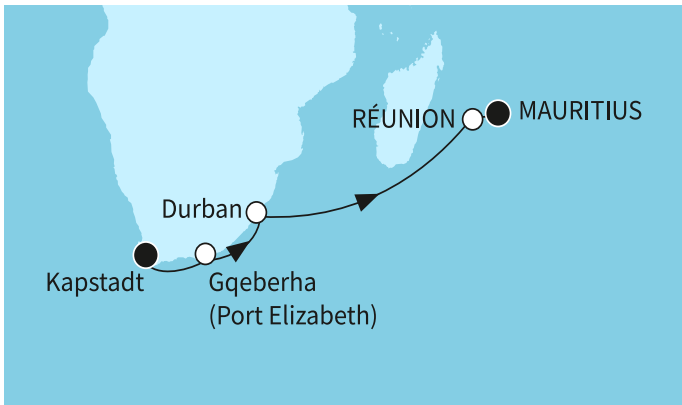 RÉUNION
MAURITIUS
Durban
Kapstadt
Gqeberha
(Port Elizabeth)